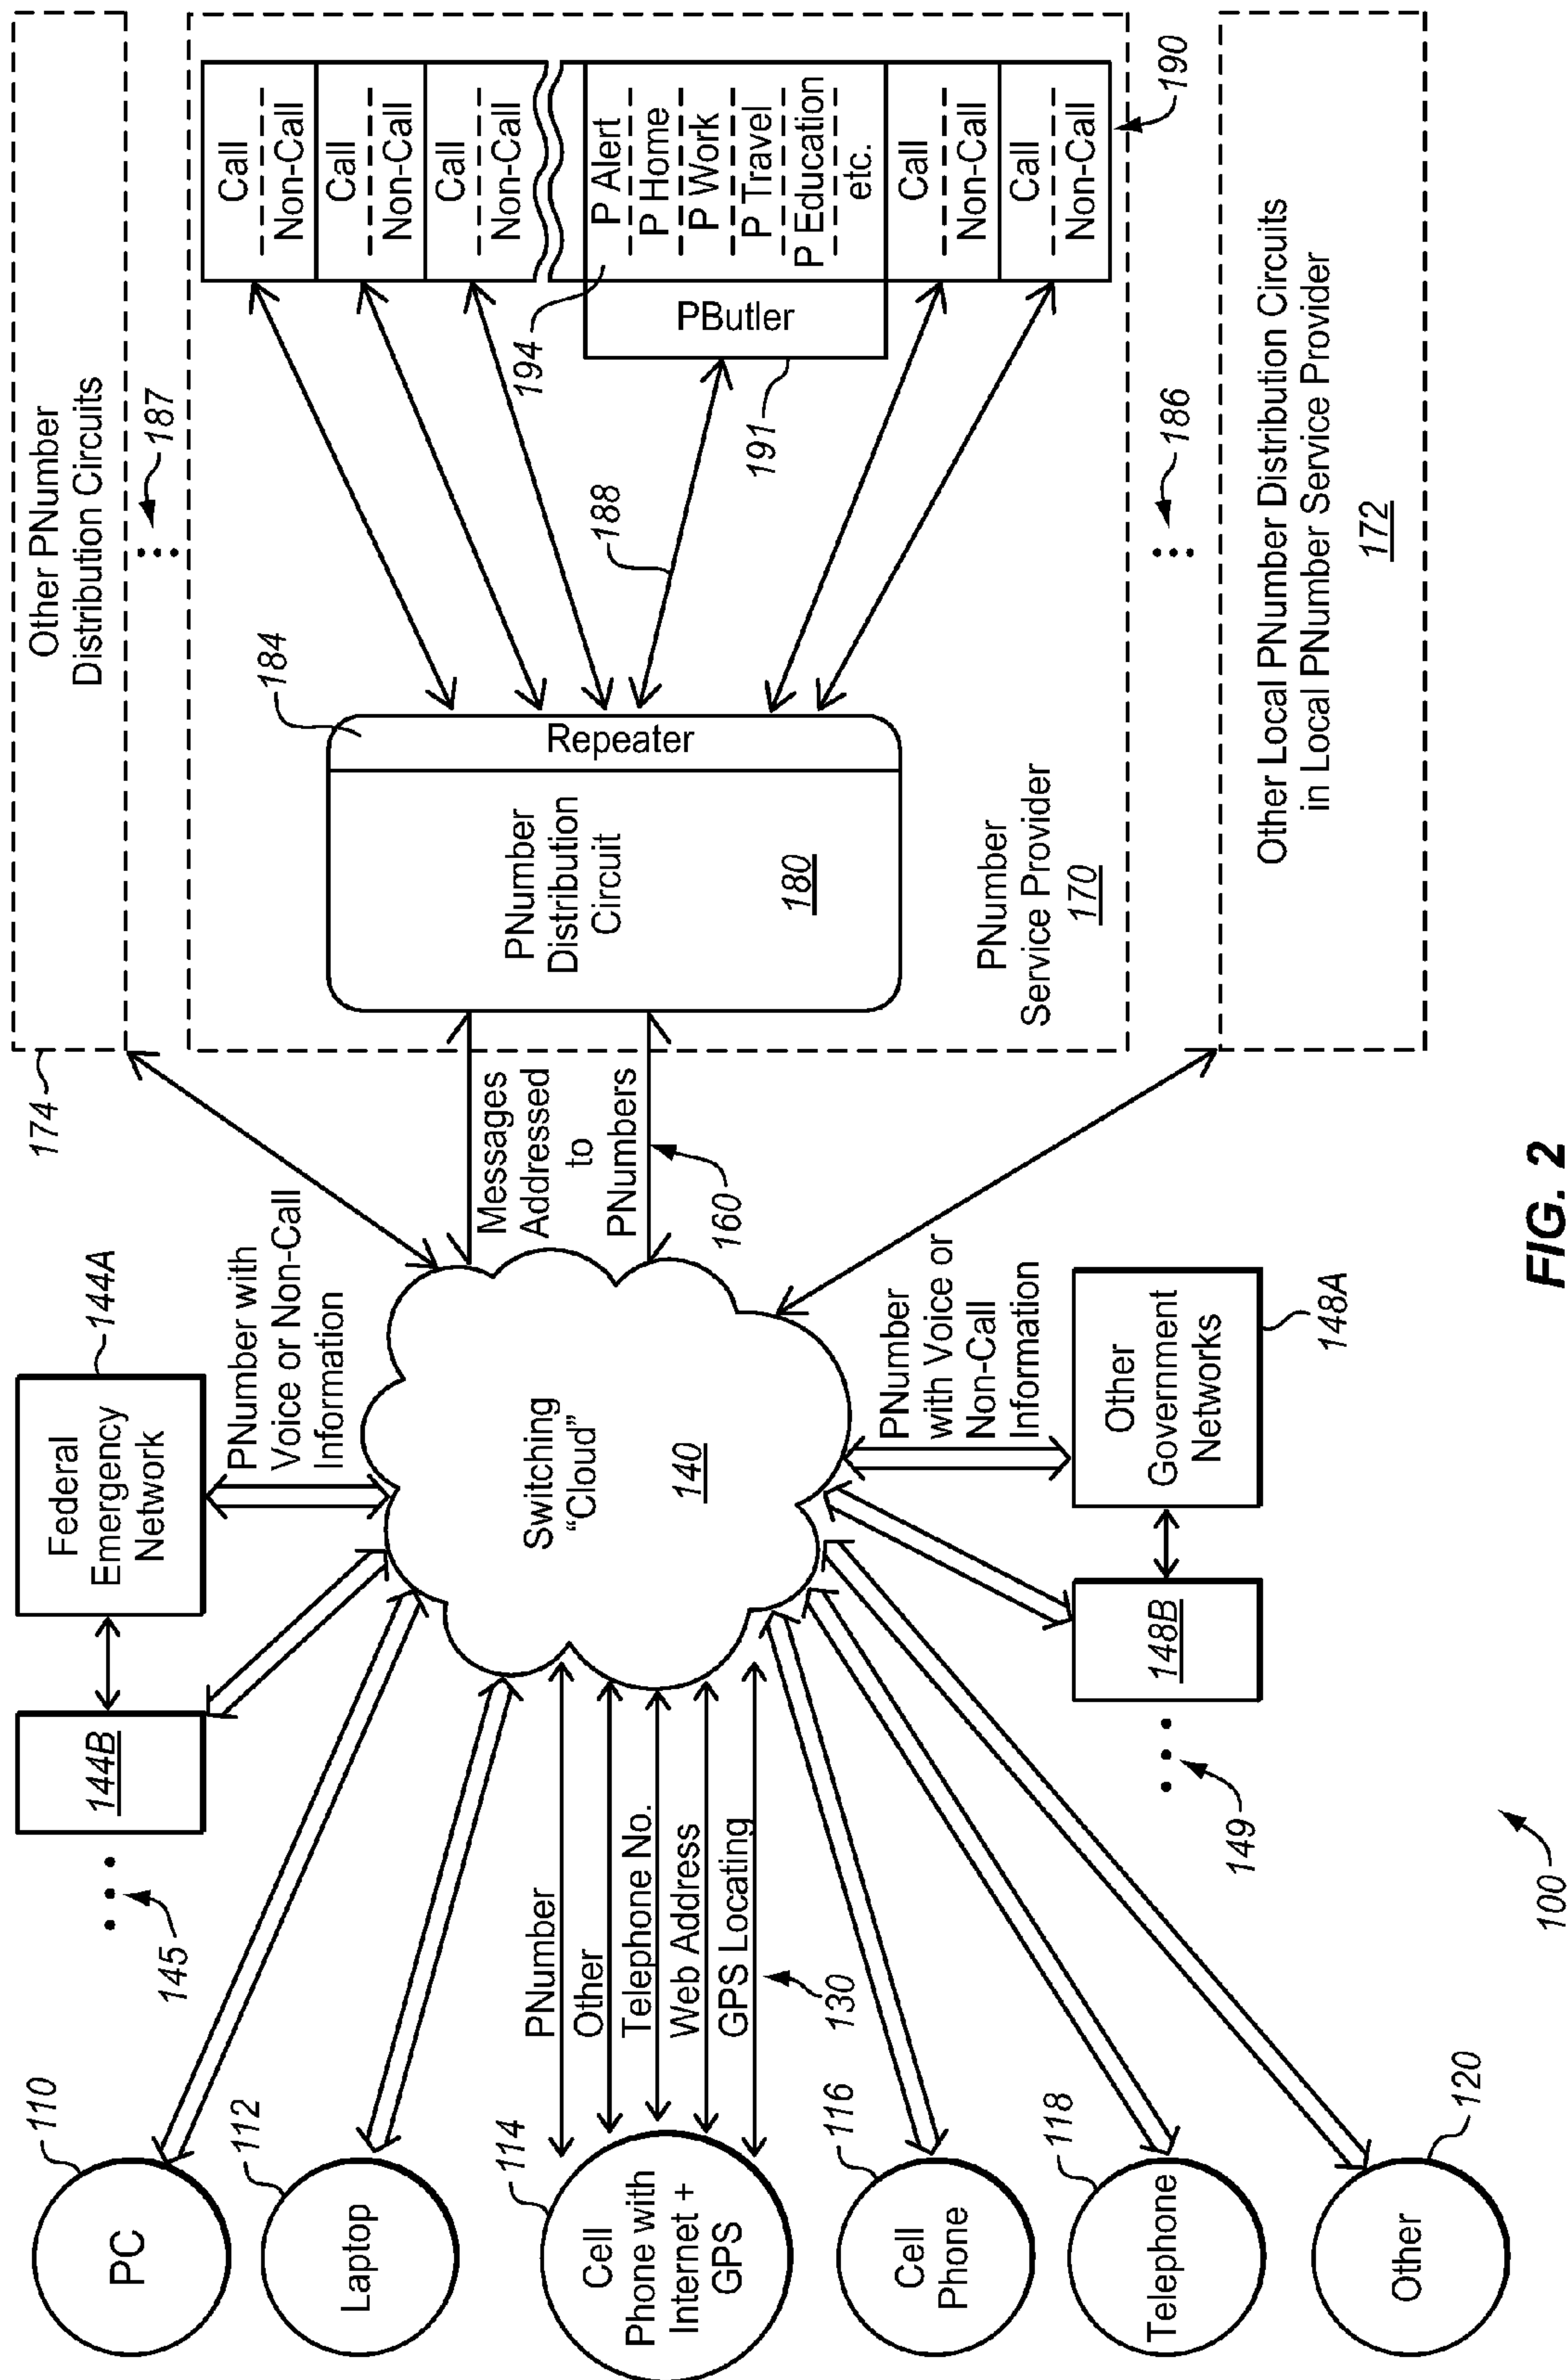 Other PNumber
Distribution Circuits
174
187
Federal
Emergency
Network
144A
144B
145
PNumber with
Voice or Non-Call
Information
PC
110
Laptop
112
Cell
Phone with
Internet +
GPS
114
Cell
Phone
116
Telephone
118
Other
120
PNumber
Other
Telephone No.
Web Address
GPS Locating
130
Switching
“Cloud”
140
Messages
Addressed
to
PNumbers
160
PNumber
with Voice or
Non-Call
Information
Other
Government
Networks
148A
148B
149
PNumber
Distribution
Circuit
180
Repeater
184
PNumber
Service Provider
170
188
Call
Non-Call
Call
Non-Call
Call
Non-Call
194
PButler
191
P Alert
P Home
P Work
P Travel
P Education
etc.
Call
Non-Call
Call
Non-Call
190
186
Other Local PNumber Distribution Circuits
in Local PNumber Service Provider
172
100
FIG. 2